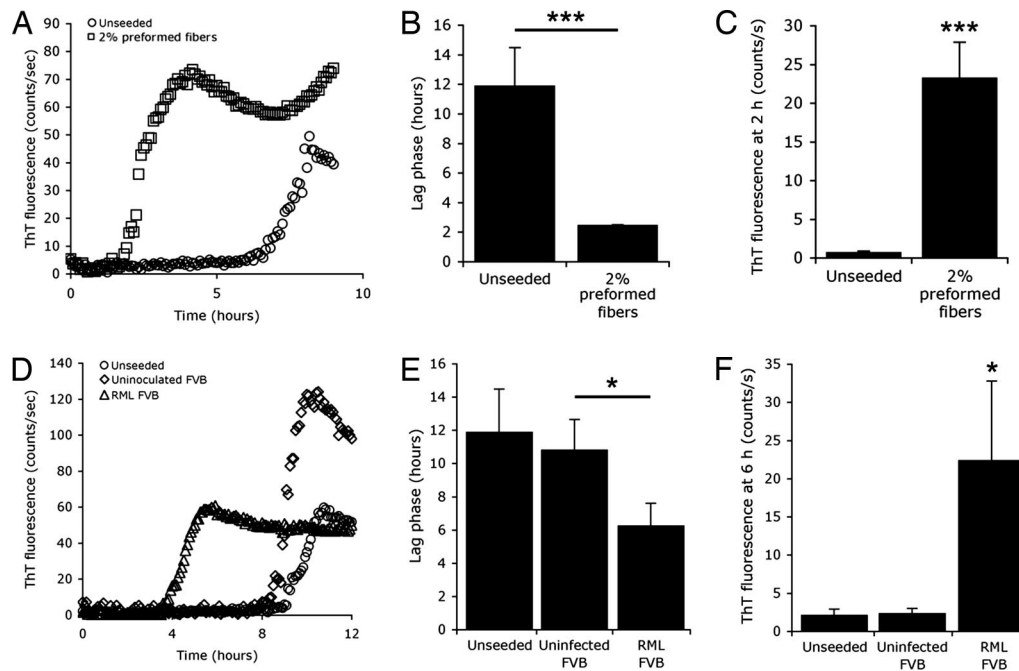 A
○ Unseeded
□ 2% preformed fibers
ThT fluorescence (counts/sec)
90
80
70
60
50
40
30
20
10
0
0
5
10
Time (hours)
B
***
Lag phase (hours)
16
14
12
10
8
6
4
2
0
Unseeded
2%
preformed
fibers
C
***
ThT fluorescence at 2 h (counts/s)
35
30
25
20
15
10
5
0
Unseeded
2%
preformed
fibers
D
○ Unseeded
◇ Uninoculated FVB
△ RML FVB
ThT fluorescence (counts/sec)
140
120
100
80
60
40
20
0
0
4
8
12
Time (hours)
E
*
Lag phase (hours)
16
14
12
10
8
6
4
2
0
Unseeded
Uninfected
FVB
RML
FVB
F
*
ThT fluorescence at 6 h (counts/s)
35
30
25
20
15
10
5
0
Unseeded
Uninfected
FVB
RML
FVB